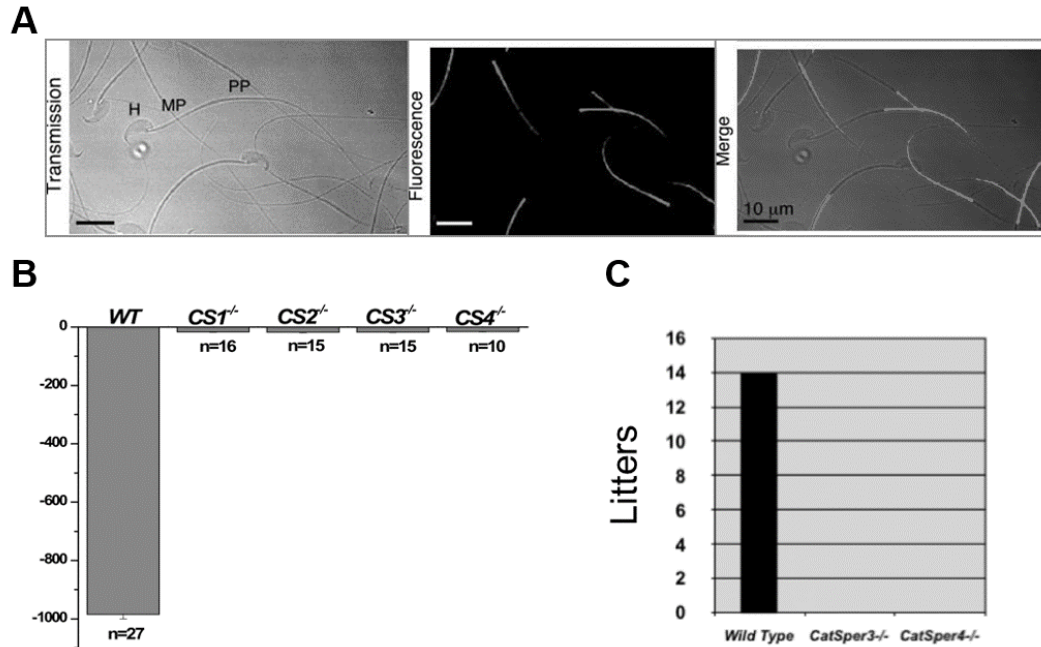 A
Transmission
H
MP
PP
Fluorescence
Merge
10 µm
B
WT
CS1-/-
CS2-/-
CS3-/-
CS4-/-
0
-200
-400
-600
-800
-1000
n=27
n=16
n=15
n=15
n=10
C
Litters
16
14
12
10
8
6
4
2
0
Wild Type
CatSper3-/-
CatSper4-/-